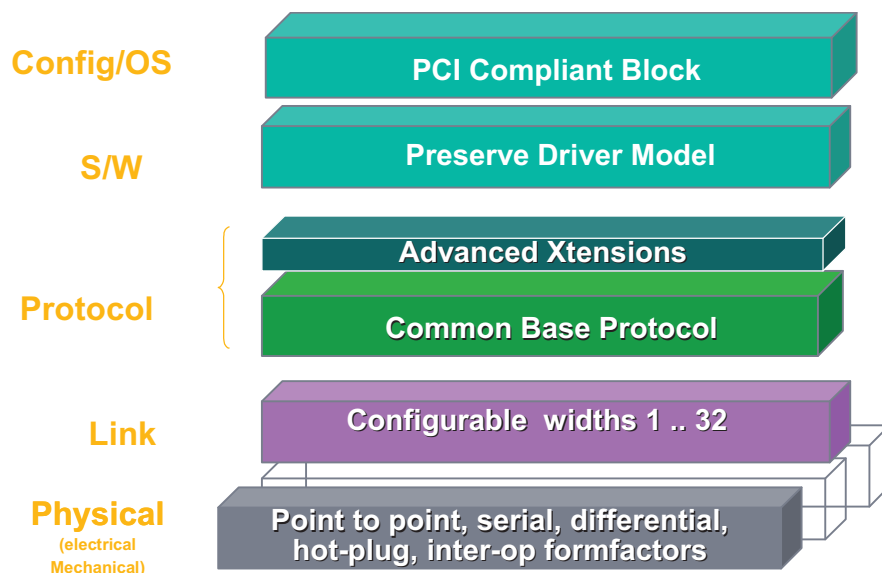 Config/OS
PCI Compliant Block
S/W
Preserve Driver Model
Protocol
Advanced Xtensions
Common Base Protocol
Link
Configurable widths 1 .. 32
Physical
(electrical
Mechanical)
Point to point, serial, differential,
hot-plug, inter-op formfactors